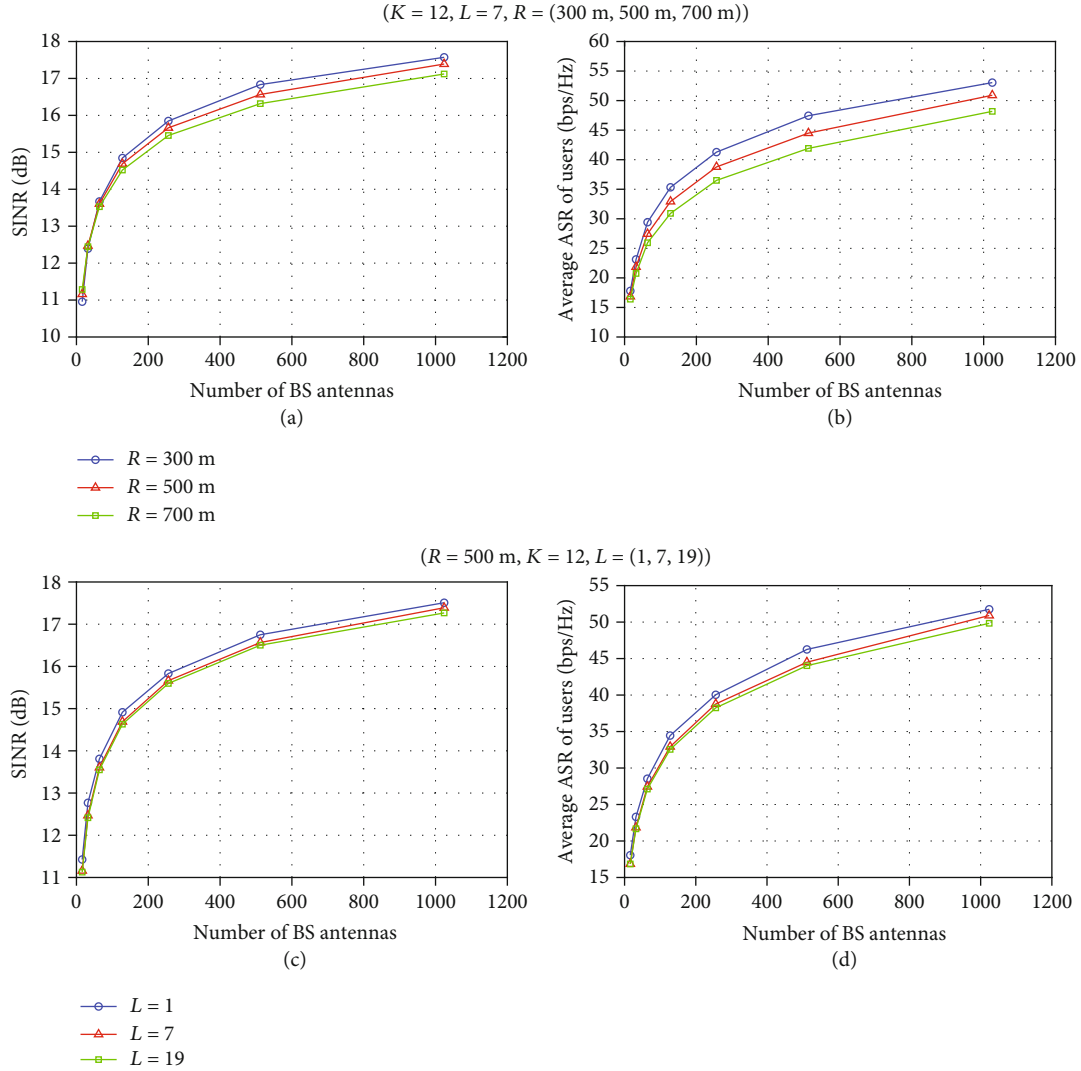 (K = 12, L = 7, R = (300 m, 500 m, 700 m))
18
17
16
15
14
13
12
11
10
SINR (dB)
0 200 400 600 800 1000 1200
Number of BS antennas
(a)
60
55
50
45
40
35
30
25
20
15
10
Average ASR of users (bps/Hz)
0 200 400 600 800 1000 1200
Number of BS antennas
(b)
R = 300 m
R = 500 m
R = 700 m
(R = 500 m, K = 12, L = (1, 7, 19))
18
17
16
15
14
13
12
11
SINR (dB)
0 200 400 600 800 1000 1200
Number of BS antennas
(c)
55
50
45
40
35
30
25
20
15
Average ASR of users (bps/Hz)
0 200 400 600 800 1000 1200
Number of BS antennas
(d)
L = 1
L = 7
L = 19